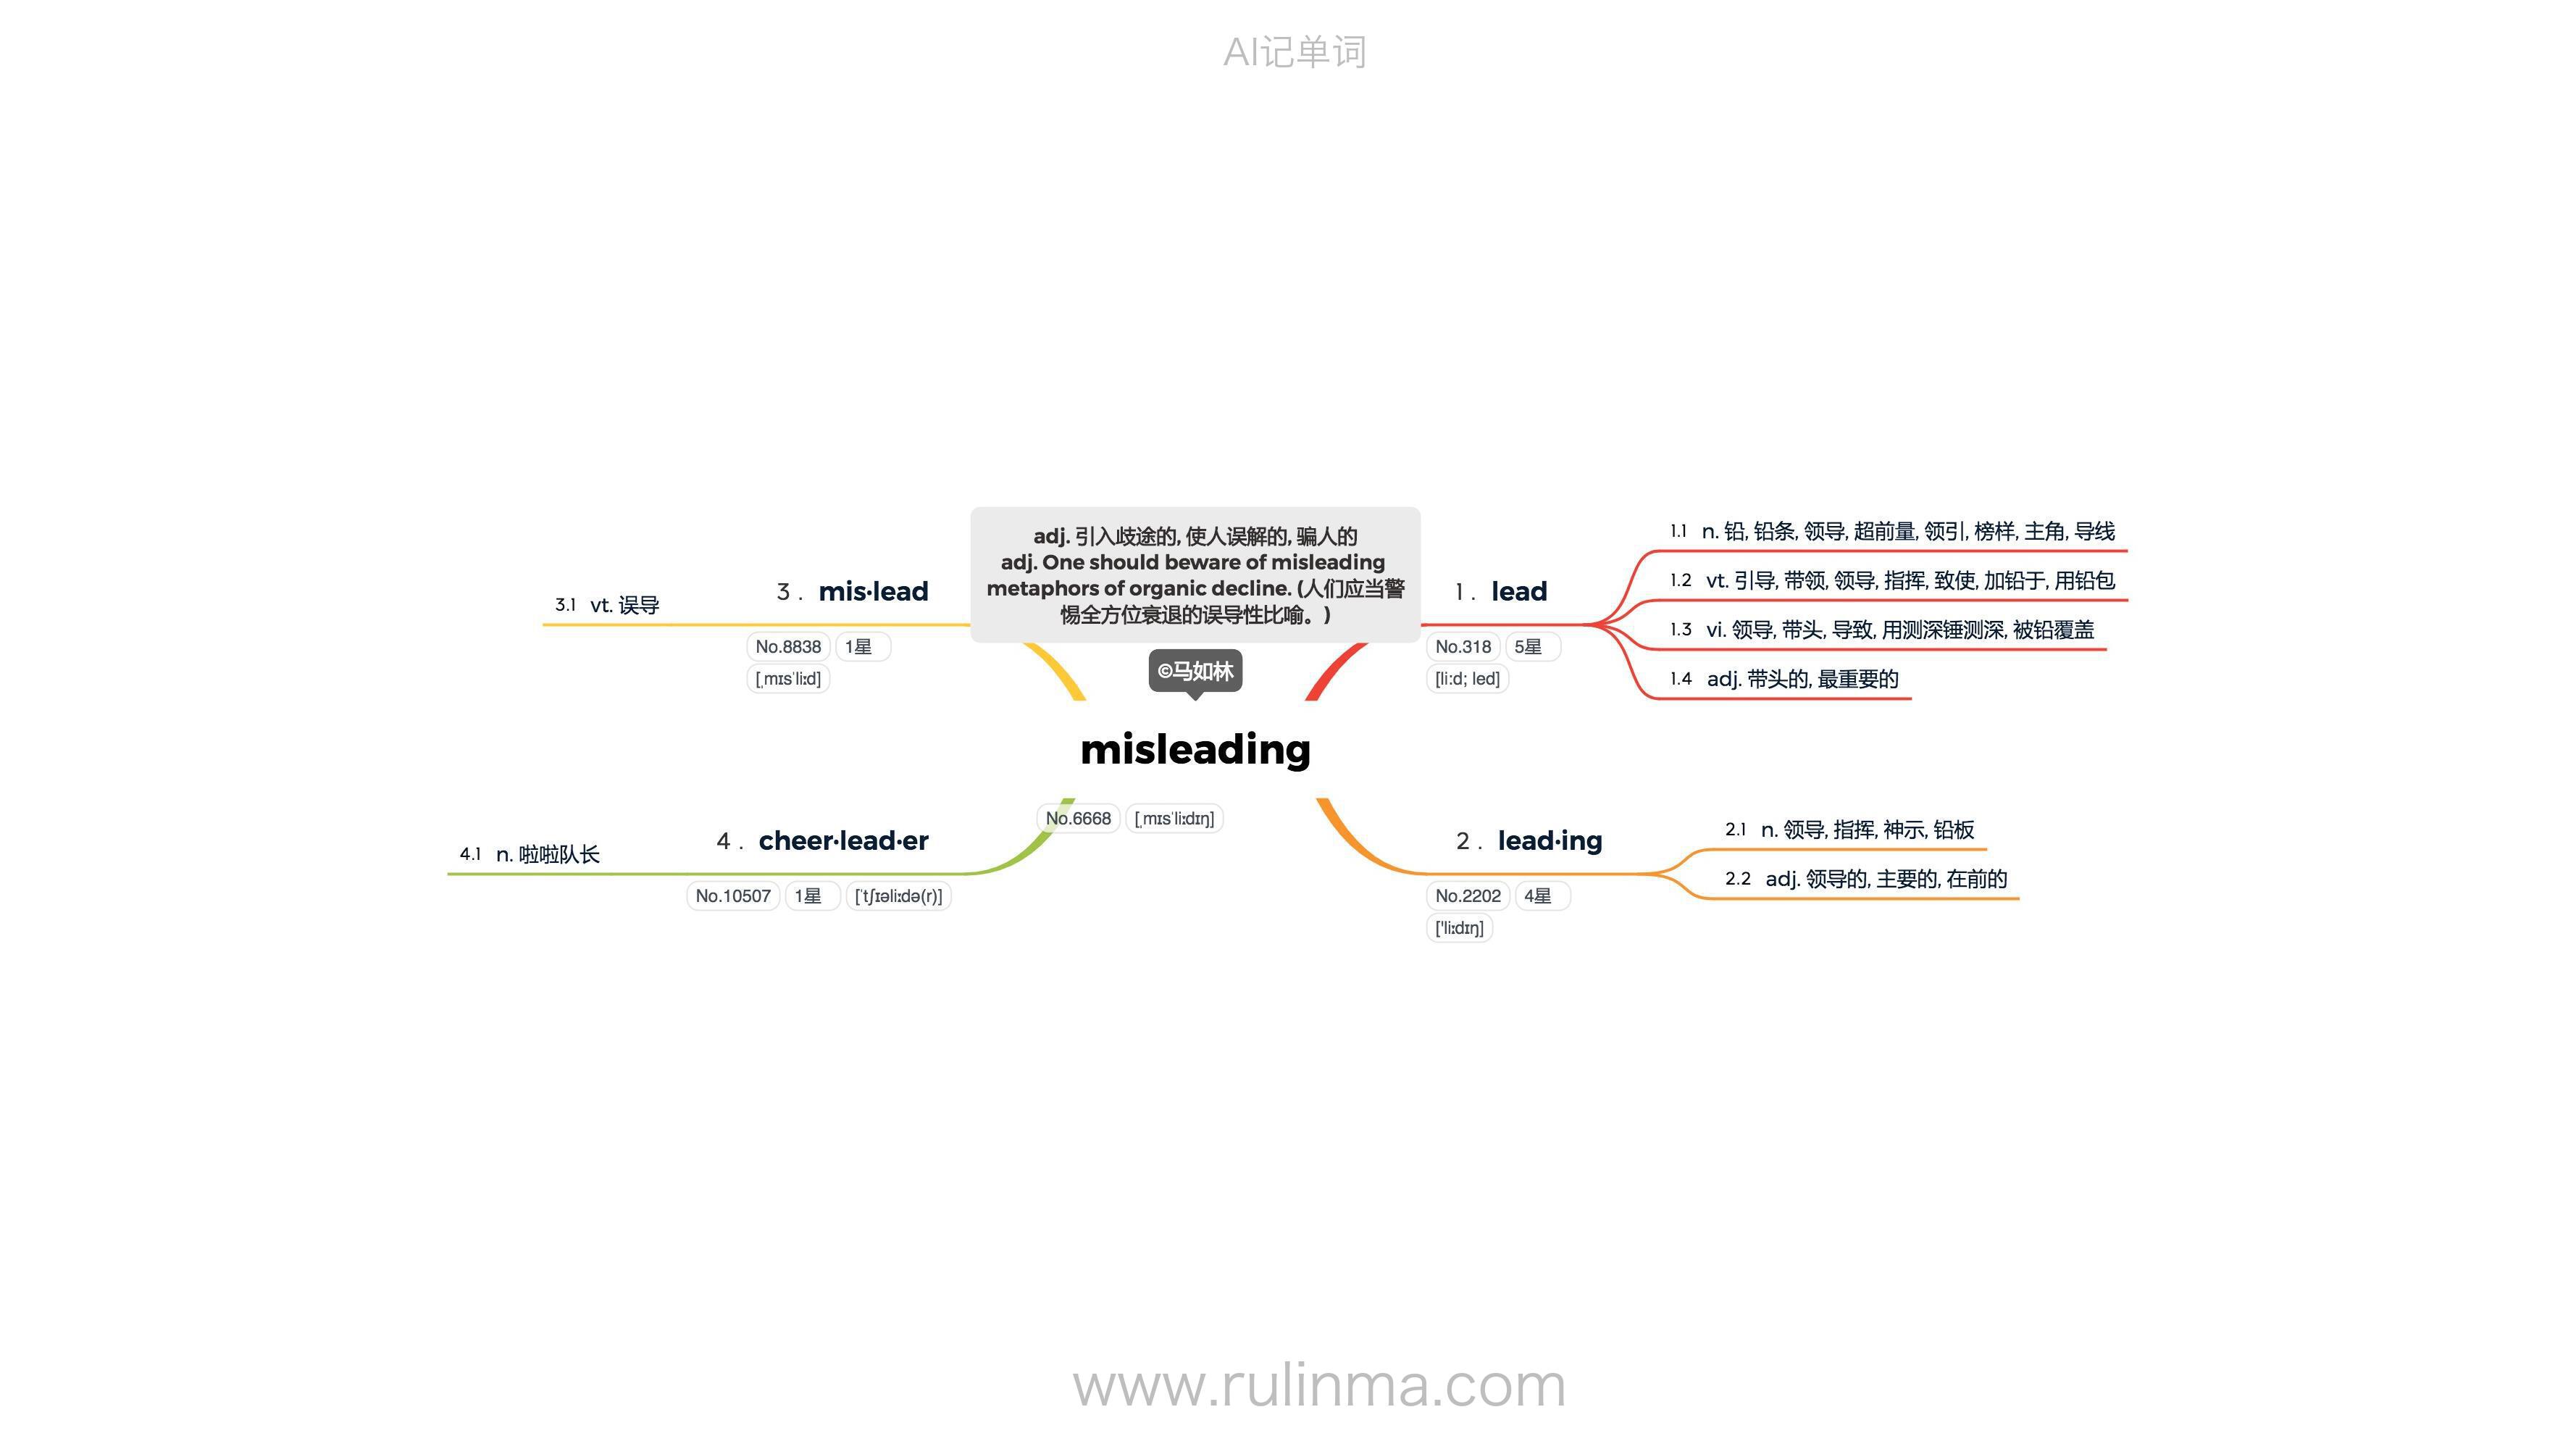 AI记单词
adj. 引入歧途的, 使人误解的, 骗人的
adj. One should beware of misleading
metaphors of organic decline. (人们应当警
惕全方位衰退的误导性比喻。)
©马如林
misleading
No.6668 [ˌmɪsˈliːdɪŋ]
1. lead
No.318 5星
[li:d; led]
1.1 n. 铅, 铅条, 领导, 超前量, 领引, 榜样, 主角, 导线
1.2 vt. 引导, 带领, 领导, 指挥, 致使, 加铅于, 用铅包
1.3 vi. 领导, 带头, 导致, 用测深锤测深, 被铅覆盖
1.4 adj. 带头的, 最重要的
2. lead·ing
No.2202 4星
['liːdɪŋ]
2.1 n. 领导, 指挥, 神示, 铅板
2.2 adj. 领导的, 主要的, 在前的
3. mis·lead
No.8838 1星
[ˌmɪsˈliːd]
3.1 vt. 误导
4. cheer·lead·er
No.10507 1星 [ˈtʃɪəliːdə(r)]
4.1 n. 啦啦队长
www.rulinma.com